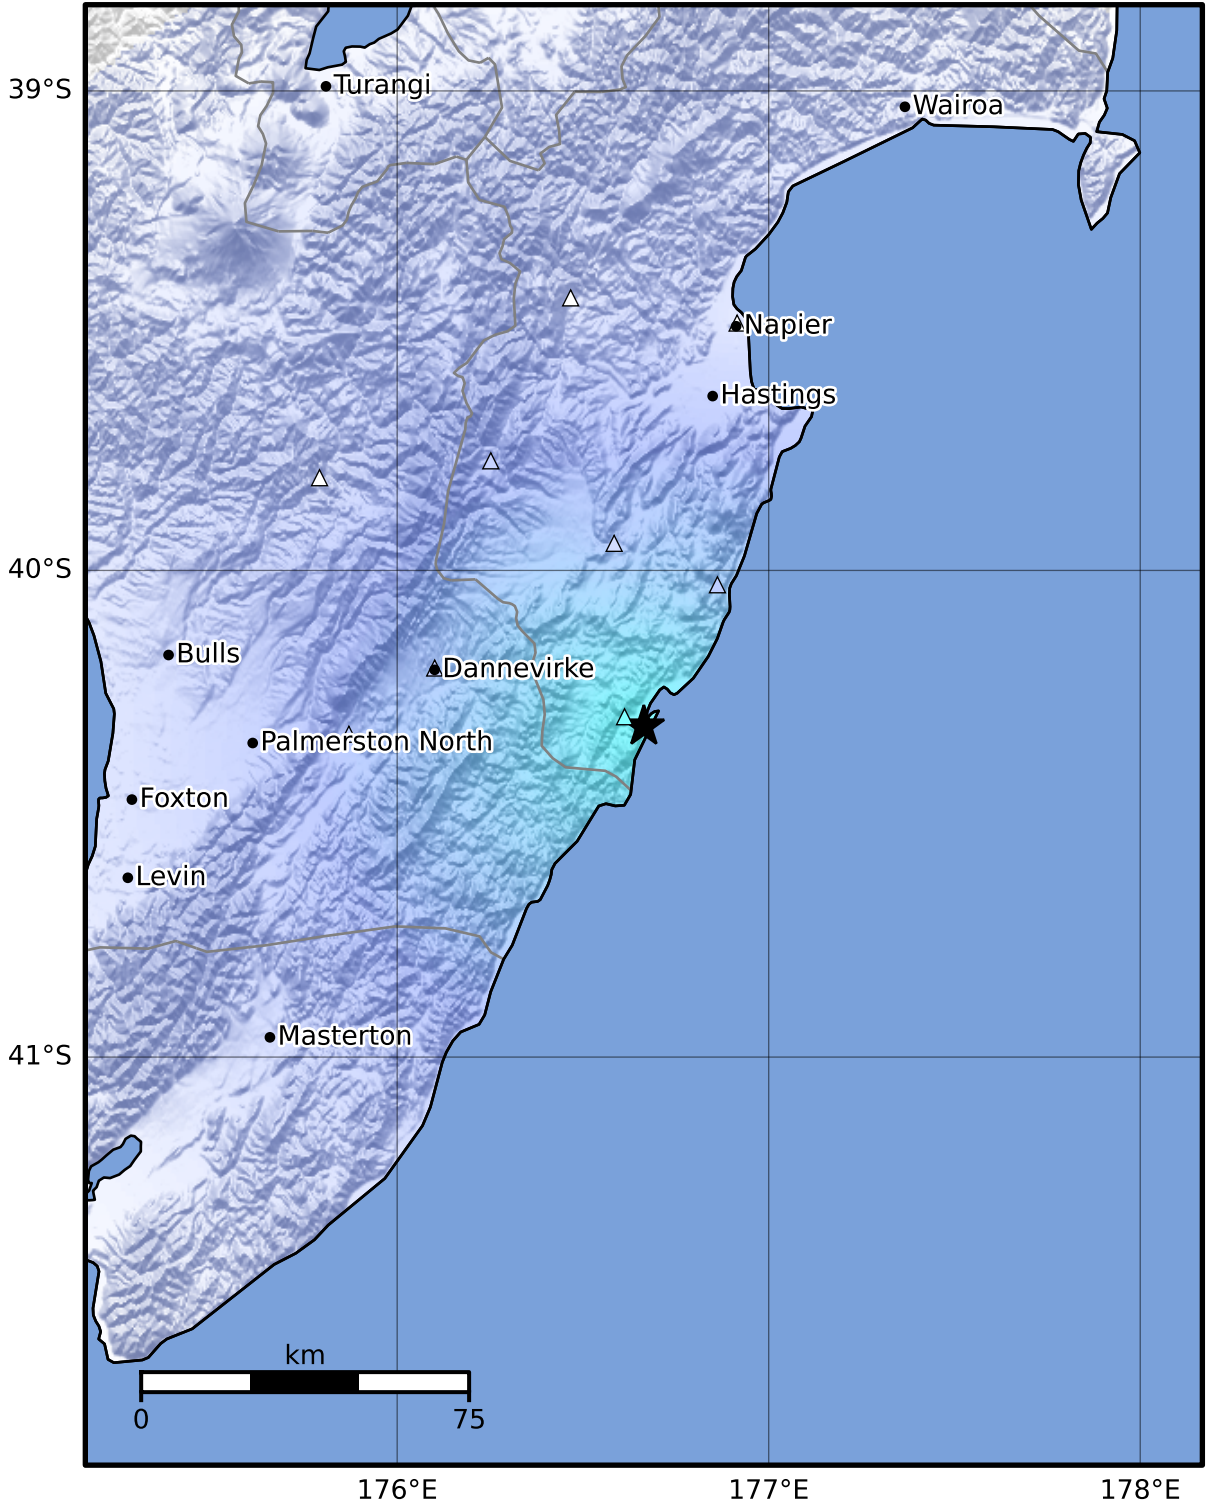 Turangi
39°S
Wairoa
Napier
Hastings
40°S
Bulls
Dannevirke
Palmerston North
Foxton
Levin
Masterton
41°S
km
0
75
176°E
177°E
178°E